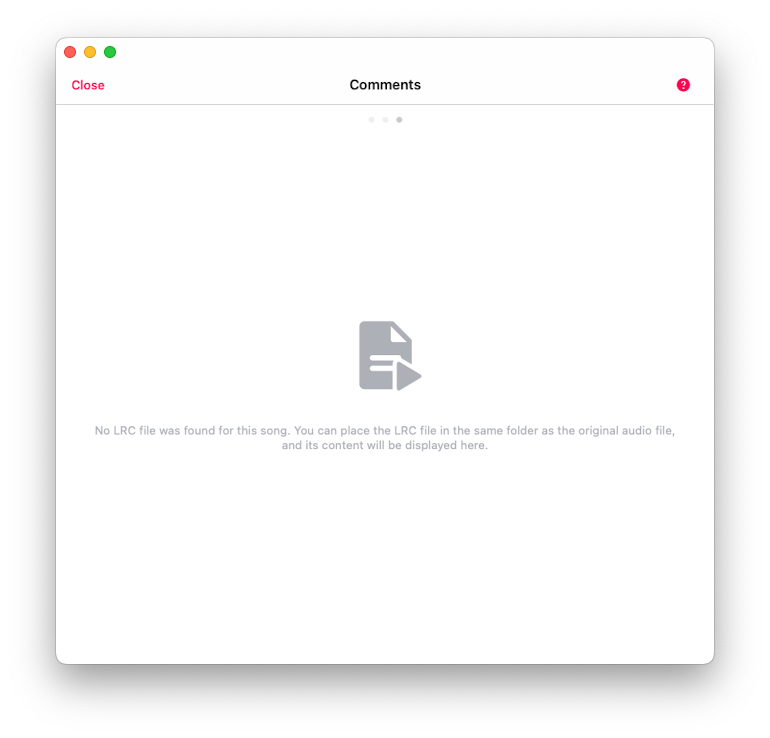 Close
Comments
?
No LRC file was found for this song. You can place the LRC file in the same folder as the original audio file,
and its content will be displayed here.